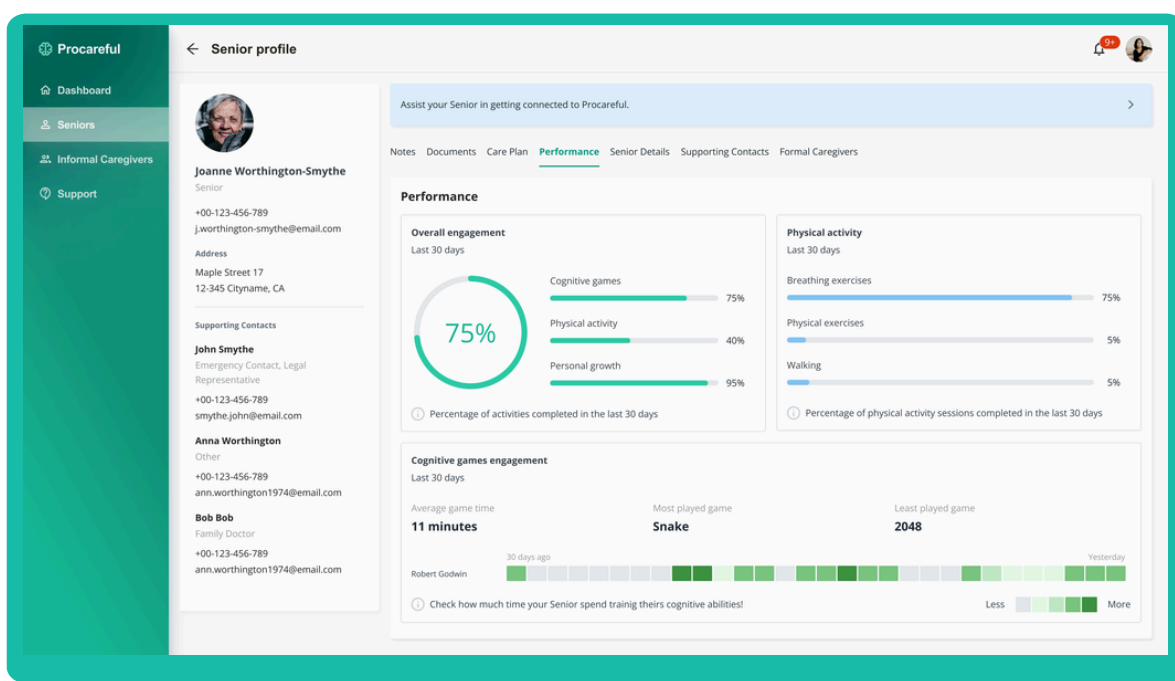 Procareful
Dashboard
Seniors
Informal Caregivers
Support
Senior profile
9+
Joanne Worthington-Smythe
Senior
+00-123-456-789
j.worthington-smythe@email.com
Address
Maple Street 17
12-345 Cityname, CA
Supporting Contacts
John Smythe
Emergency Contact, Legal
Representative
+00-123-456-789
smythe.john@email.com
Anna Worthington
Other
+00-123-456-789
ann.worthington1974@email.com
Bob Bob
Family Doctor
+00-123-456-789
ann.worthington1974@email.com
Assist your Senior in getting connected to Procareful.
Notes Documents Care Plan Performance Senior Details Supporting Contacts Formal Caregivers
Performance
Overall engagement
Last 30 days
75%
Cognitive games
75%
Physical activity
40%
Personal growth
95%
Percentage of activities completed in the last 30 days
Physical activity
Last 30 days
Breathing exercises
75%
Physical exercises
5%
Walking
5%
Percentage of physical activity sessions completed in the last 30 days
Cognitive games engagement
Last 30 days
Average game time
11 minutes
Most played game
Snake
Least played game
2048
30 days ago
Yesterday
Robert Godwin
Check how much time your Senior spend trainig theirs cognitive abilities!
Less
More